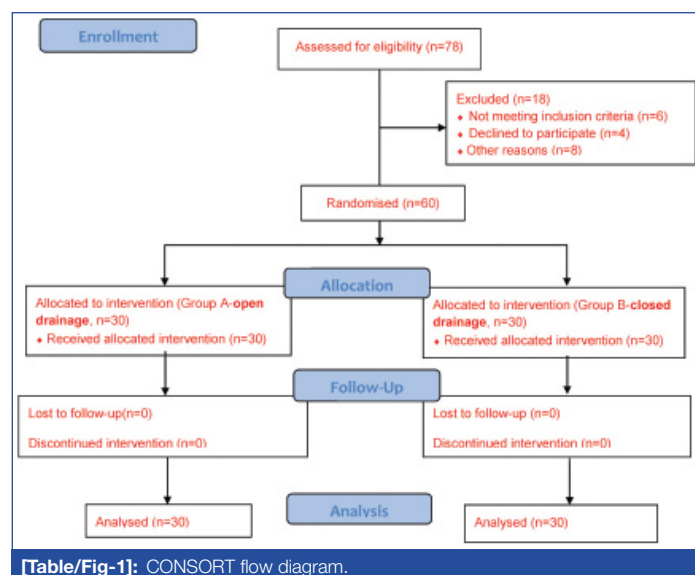 Enrollment
Assessed for eligibility (n=78)
Excluded (n=18)
♦ Not meeting inclusion criteria (n=6)
♦ Declined to participate (n=4)
♦ Other reasons (n=8)
Randomised (n=60)
Allocation
Allocated to intervention (Group A-open
drainage, n=30)
♦ Received allocated intervention (n=30)
Allocated to intervention (Group B-closed
drainage, n=30)
♦ Received allocated intervention (n=30)
Follow-Up
Lost to follow-up(n=0)
Discontinued intervention (n=0)
Lost to follow-up (n=0)
Discontinued intervention(n=0)
Analysis
Analysed (n=30)
Analysed (n=30)
[Table/Fig-1]: CONSORT flow diagram.